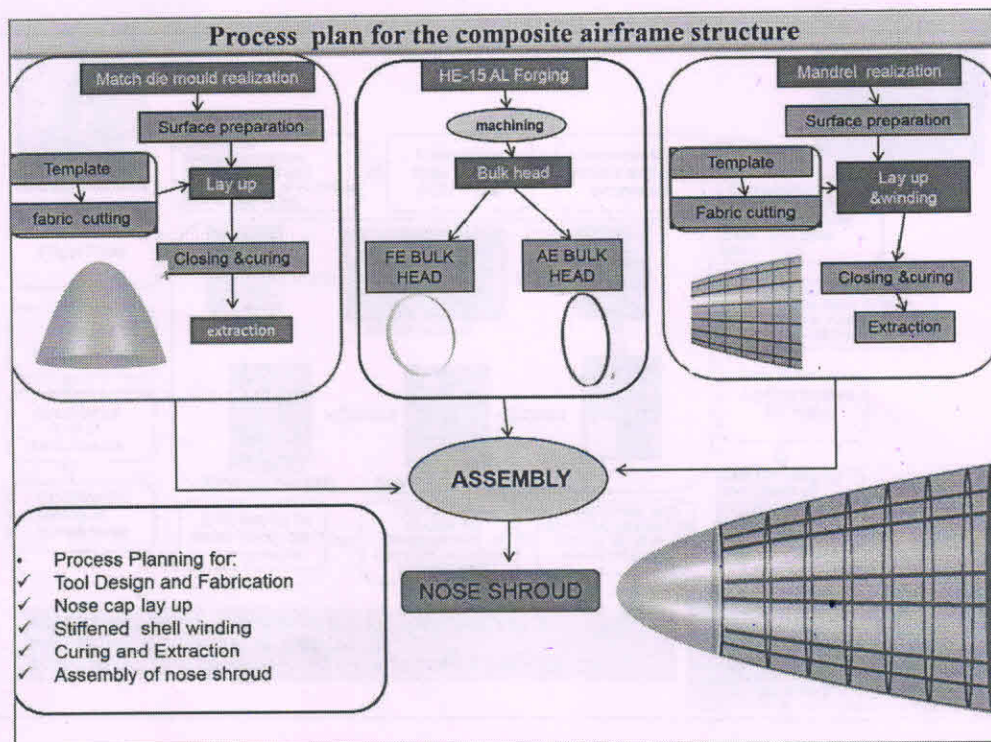 Process plan for the composite airframe structure
Match die mould realization
Surface preparation
Template
fabric cutting
Lay up
Closing &curing
extraction
HE-15 AL Forging
machining
Bulk head
FE BULK
HEAD
AE BULK
HEAD
Mandrel realization
Surface preparation
Template
Fabric cutting
Lay up
&winding
Closing &curing
Extraction
ASSEMBLY
NOSE SHROUD
• Process Planning for:
✓ Tool Design and Fabrication
✓ Nose cap lay up
✓ Stiffened shell winding
✓ Curing and Extraction
✓ Assembly of nose shroud